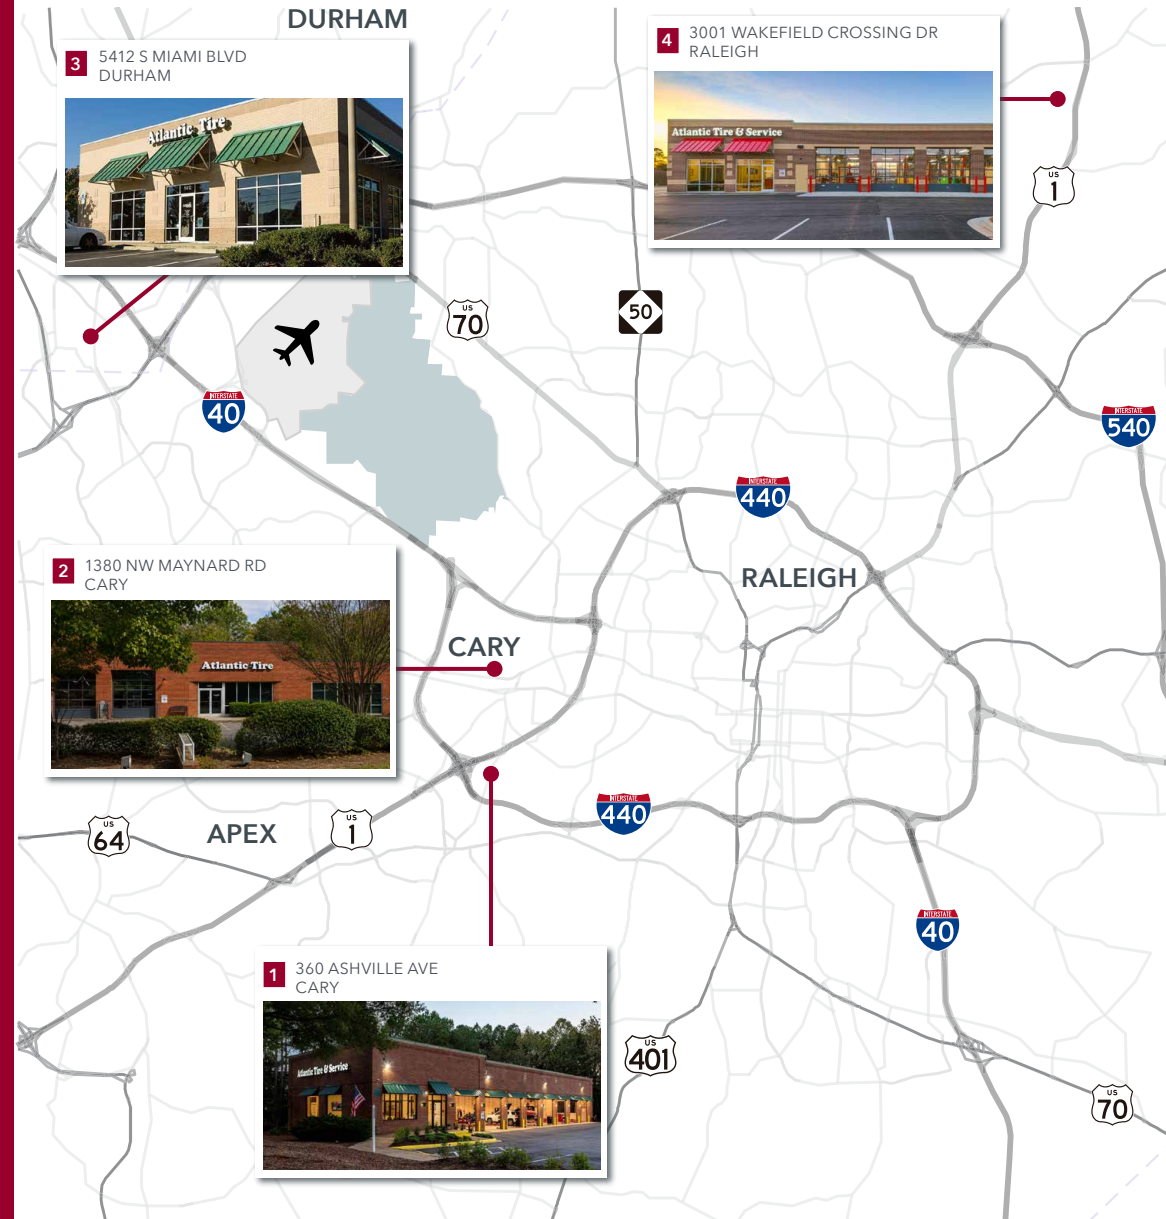 DURHAM
3 5412 S MIAMI BLVD
DURHAM
Atlantic Tire
4 3001 WAKEFIELD CROSSING DR
RALEIGH
Atlantic Tire & Service
US
1
US
70
50
INTERSTATE
40
INTERSTATE
540
INTERSTATE
440
2 1380 NW MAYNARD RD
CARY
Atlantic Tire
RALEIGH
CARY
US
64
APEX
US
1
INTERSTATE
440
INTERSTATE
40
1 360 ASHVILLE AVE
CARY
Atlantic Tire & Service
US
401
US
70